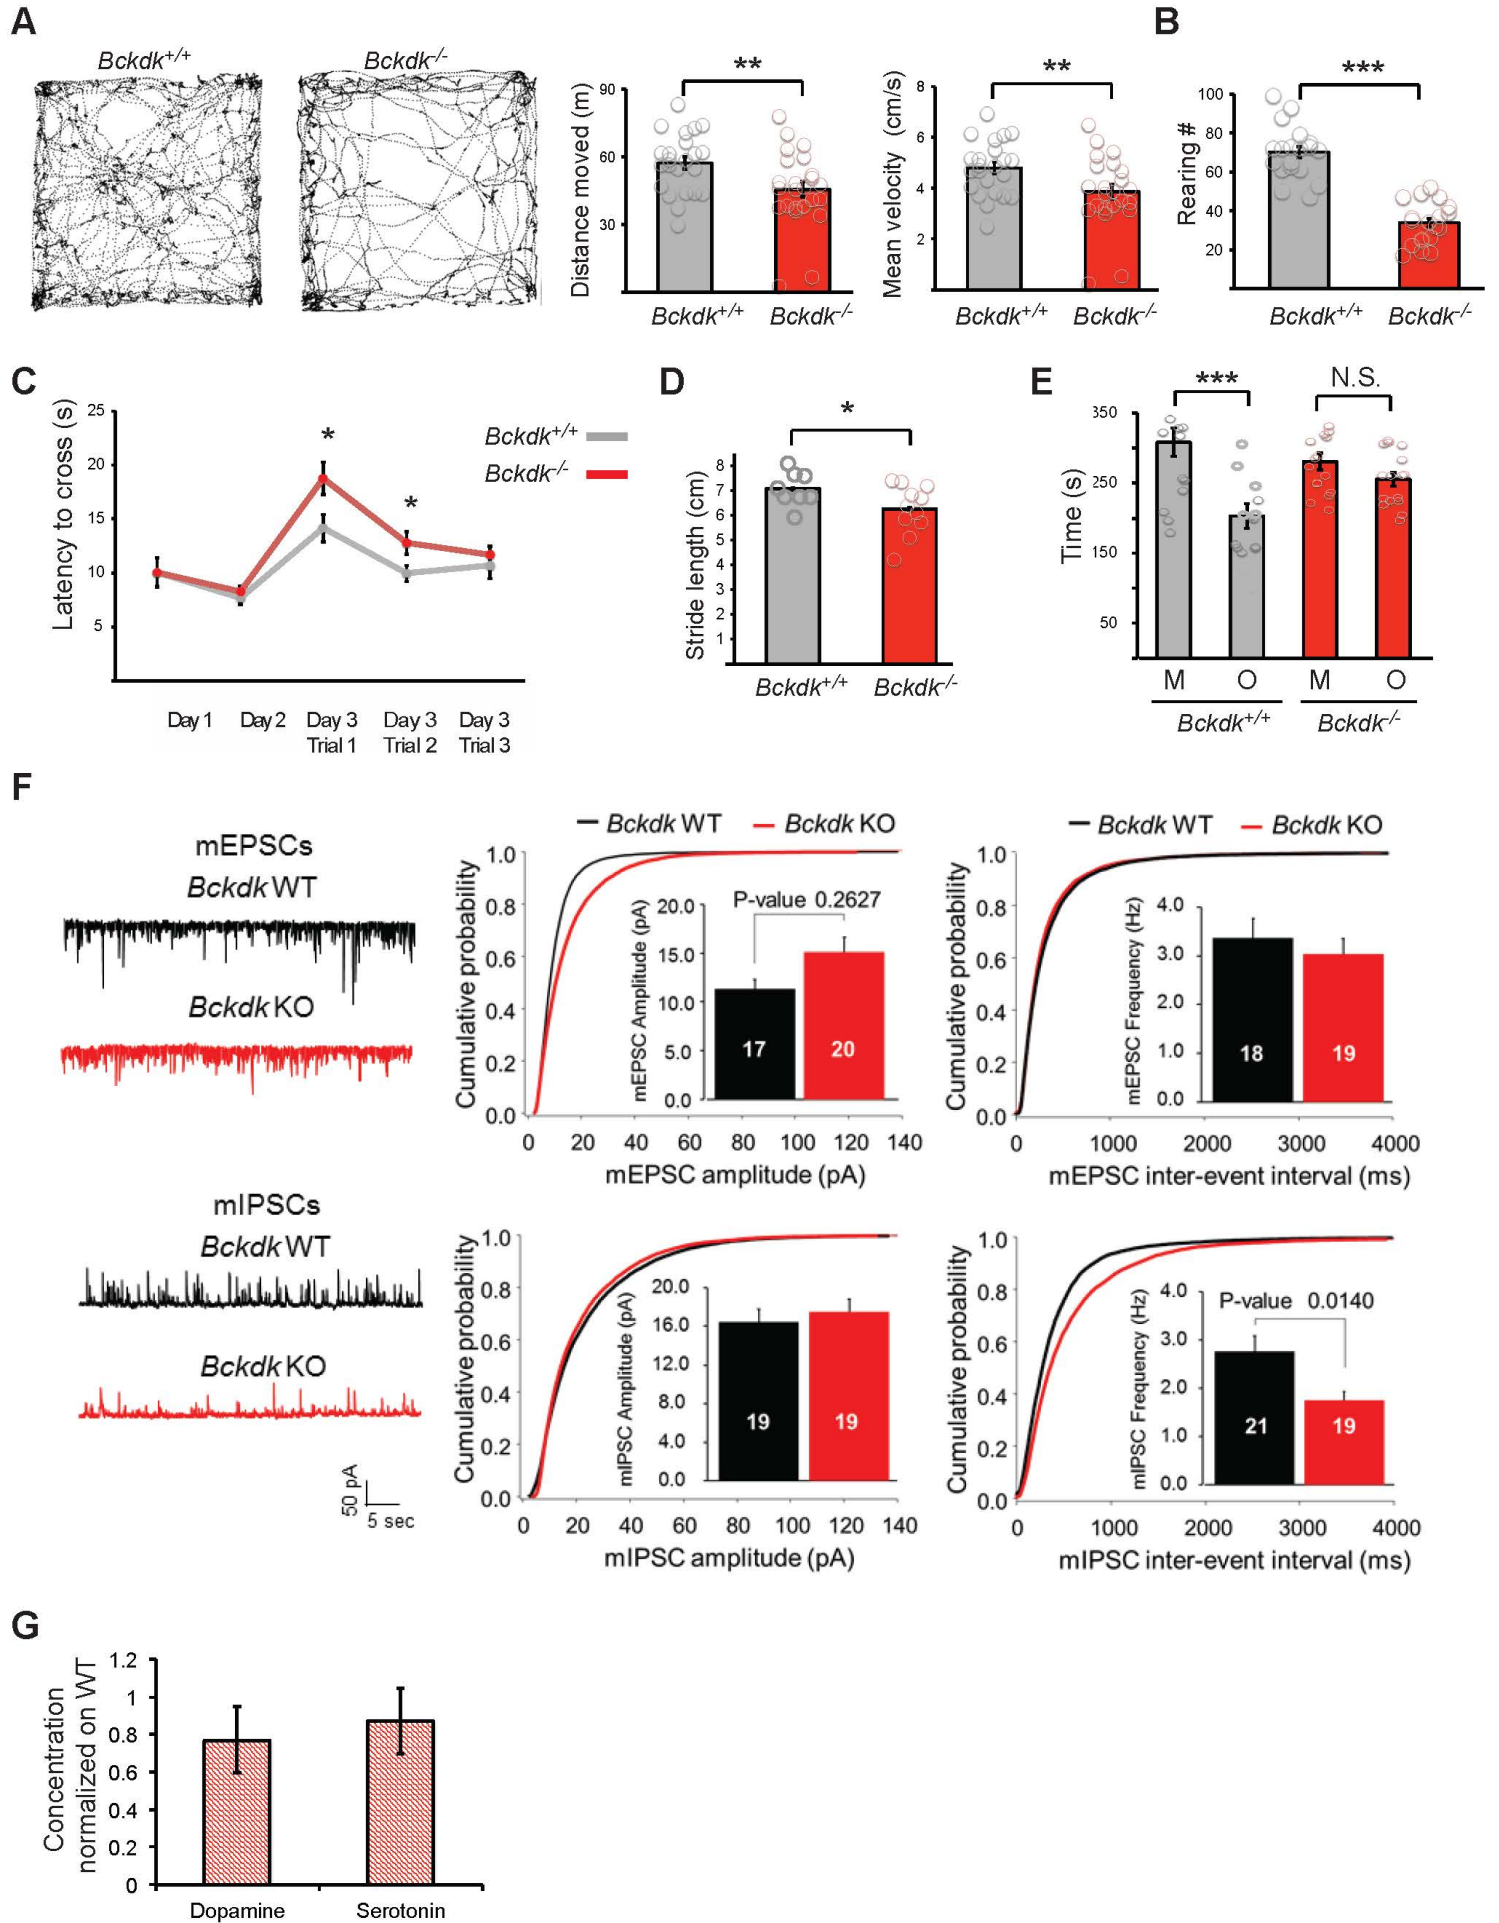 A
Bckdk+/+
Bckdk-/-
**
Distance moved (m)
90
60
30
Bckdk+/+
Bckdk-/-
**
Mean velocity (cm/s)
8
6
4
2
Bckdk+/+
Bckdk-/-
B
***
Rearing #
100
80
60
40
20
Bckdk+/+
Bckdk-/-
C
Latency to cross (s)
25
20
15
10
5
*
*
Bckdk+/+
Bckdk-/-
Day 1
Day 2
Day 3
Trial 1
Day 3
Trial 2
Day 3
Trial 3
D
*
Stride length (cm)
8
7
6
5
4
3
2
1
Bckdk+/+
Bckdk-/-
E
***
N.S.
Time (s)
350
250
150
50
M
O
M
O
Bckdk+/+
Bckdk-/-
F
mEPSCs
Bckdk WT
Bckdk KO
Bckdk WT
Bckdk KO
Cumulative probability
1.0
0.8
0.6
0.4
0.2
0.0
mEPSC Amplitude (pA)
20.0
15.0
10.0
5.0
0.0
P-value 0.2627
17
20
0 20 40 60 80 100 120 140
mEPSC amplitude (pA)
Bckdk WT
Bckdk KO
Cumulative probability
1.0
0.8
0.6
0.4
0.2
0.0
mEPSC Frequency (Hz)
4.0
3.0
2.0
1.0
0.0
18
19
0 1000 2000 3000 4000
mEPSC inter-event interval (ms)
mIPSCs
Bckdk WT
Bckdk KO
50 pA
5 sec
Cumulative probability
1.0
0.8
0.6
0.4
0.2
0.0
mIPSC Amplitude (pA)
20.0
16.0
12.0
8.0
4.0
0.0
19
19
0 20 40 60 80 100 120 140
mIPSC amplitude (pA)
Cumulative probability
1.0
0.8
0.6
0.4
0.2
0.0
mIPSC Frequency (Hz)
4.0
3.0
2.0
1.0
0.0
P-value 0.0140
21
19
0 1000 2000 3000 4000
mIPSC inter-event interval (ms)
G
Concentration
normalized on WT
1.2
1
0.8
0.6
0.4
0.2
0
Dopamine
Serotonin